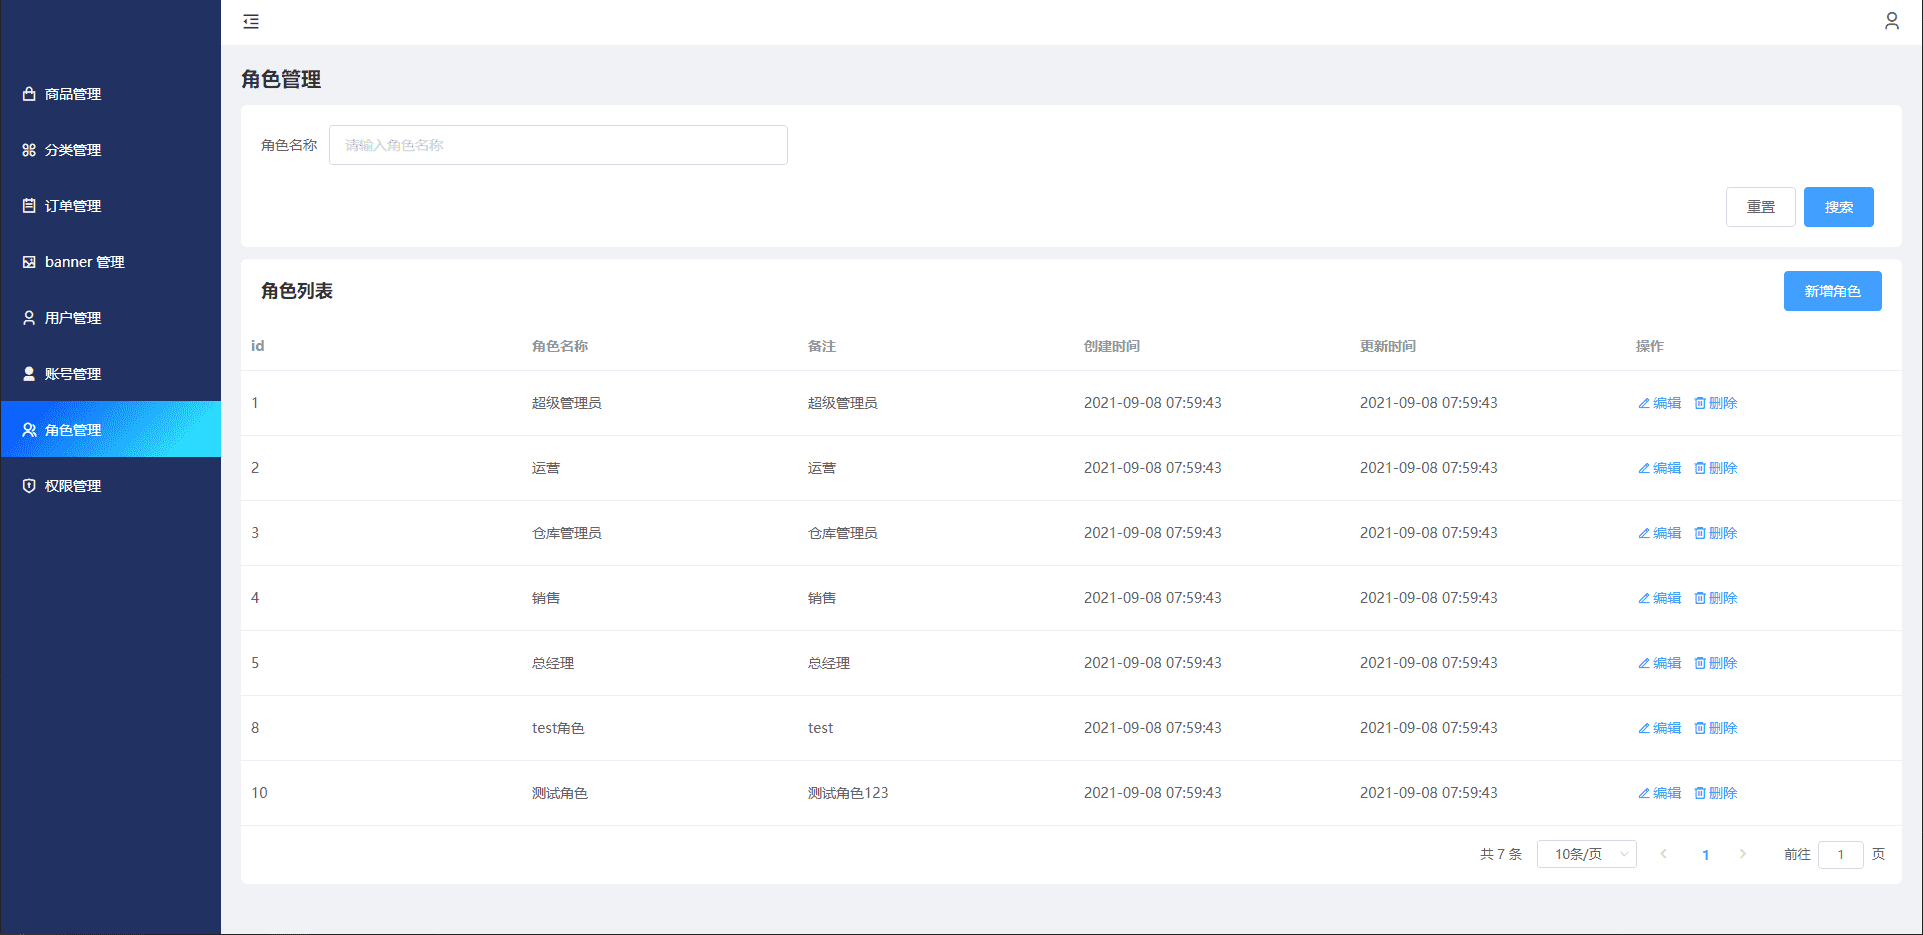 商品管理
分类管理
订单管理
banner 管理
用户管理
账号管理
角色管理
权限管理
角色管理
角色名称 请输入角色名称
重置 搜索
角色列表 新增角色
id 角色名称 备注 创建时间 更新时间 操作
1 超级管理员 超级管理员 2021-09-08 07:59:43 2021-09-08 07:59:43 编辑 删除
2 运营 运营 2021-09-08 07:59:43 2021-09-08 07:59:43 编辑 删除
3 仓库管理员 仓库管理员 2021-09-08 07:59:43 2021-09-08 07:59:43 编辑 删除
4 销售 销售 2021-09-08 07:59:43 2021-09-08 07:59:43 编辑 删除
5 总经理 总经理 2021-09-08 07:59:43 2021-09-08 07:59:43 编辑 删除
8 test角色 test 2021-09-08 07:59:43 2021-09-08 07:59:43 编辑 删除
10 测试角色 测试角色123 2021-09-08 07:59:43 2021-09-08 07:59:43 编辑 删除
共 7 条 10条/页 1 前往 1 页